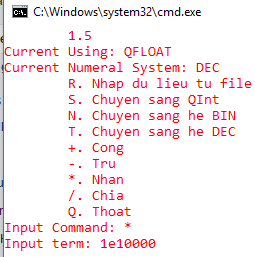 C:\Windows\system32\cmd.exe
1.5
Current Using: QFLOAT
Current Numeral System: DEC
R. Nhap du lieu tu file
S. Chuyen sang QInt
N. Chuyen sang he BIN
T. Chuyen sang he DEC
+. Cong
-. Tru
*. Nhan
/. Chia
Q. Thoat
Input Command: *
Input term: 1e10000